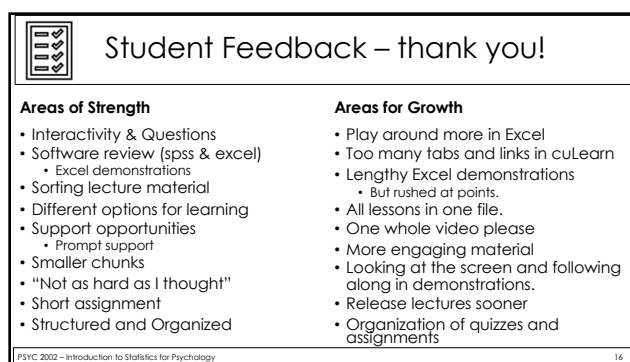 Student Feedback – thank you!
Areas of Strength
• Interactivity & Questions
• Software review (spss & excel)
• Excel demonstrations
• Sorting lecture material
• Different options for learning
• Support opportunities
• Prompt support
• Smaller chunks
• “Not as hard as I thought”
• Short assignment
• Structured and Organized
Areas for Growth
• Play around more in Excel
• Too many tabs and links in cuLearn
• Lengthy Excel demonstrations
• But rushed at points.
• All lessons in one file.
• One whole video please
• More engaging material
• Looking at the screen and following
along in demonstrations.
• Release lectures sooner
• Organization of quizzes and
assignments
PSYC 2002 – Introduction to Statistics for Psychology
16